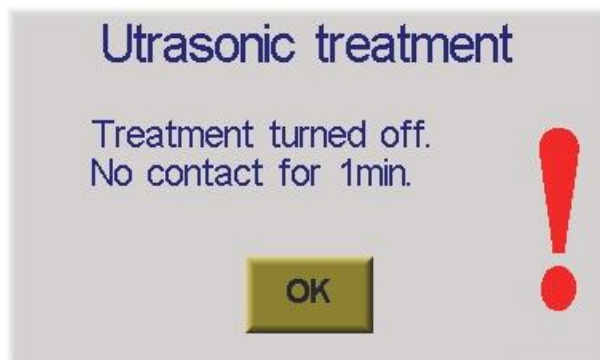 Utrasonic treatment
Treatment turned off.
No contact for 1min.
OK
!